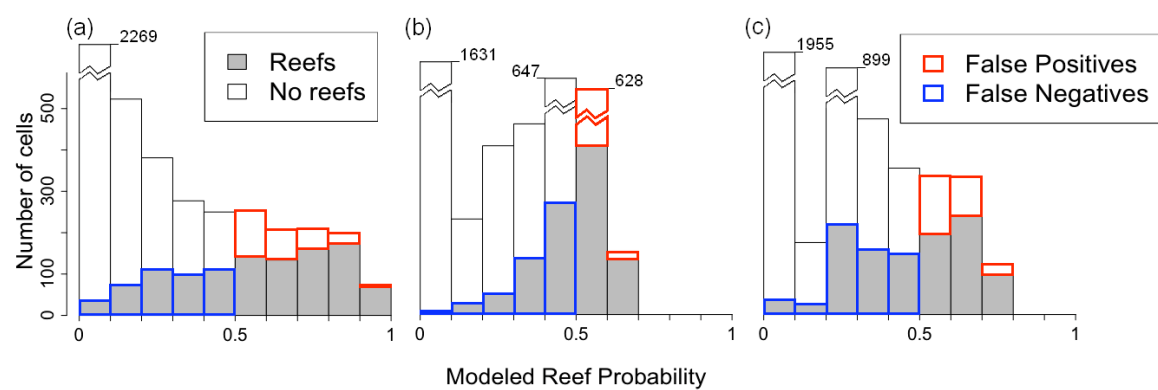 (a)
2269
Reefs
No reefs
(b)
1631
647
628
(c)
1955
899
False Positives
False Negatives
Number of cells
500
300
100
0
0
0.5
1
0
0.5
1
0
0.5
1
Modeled Reef Probability